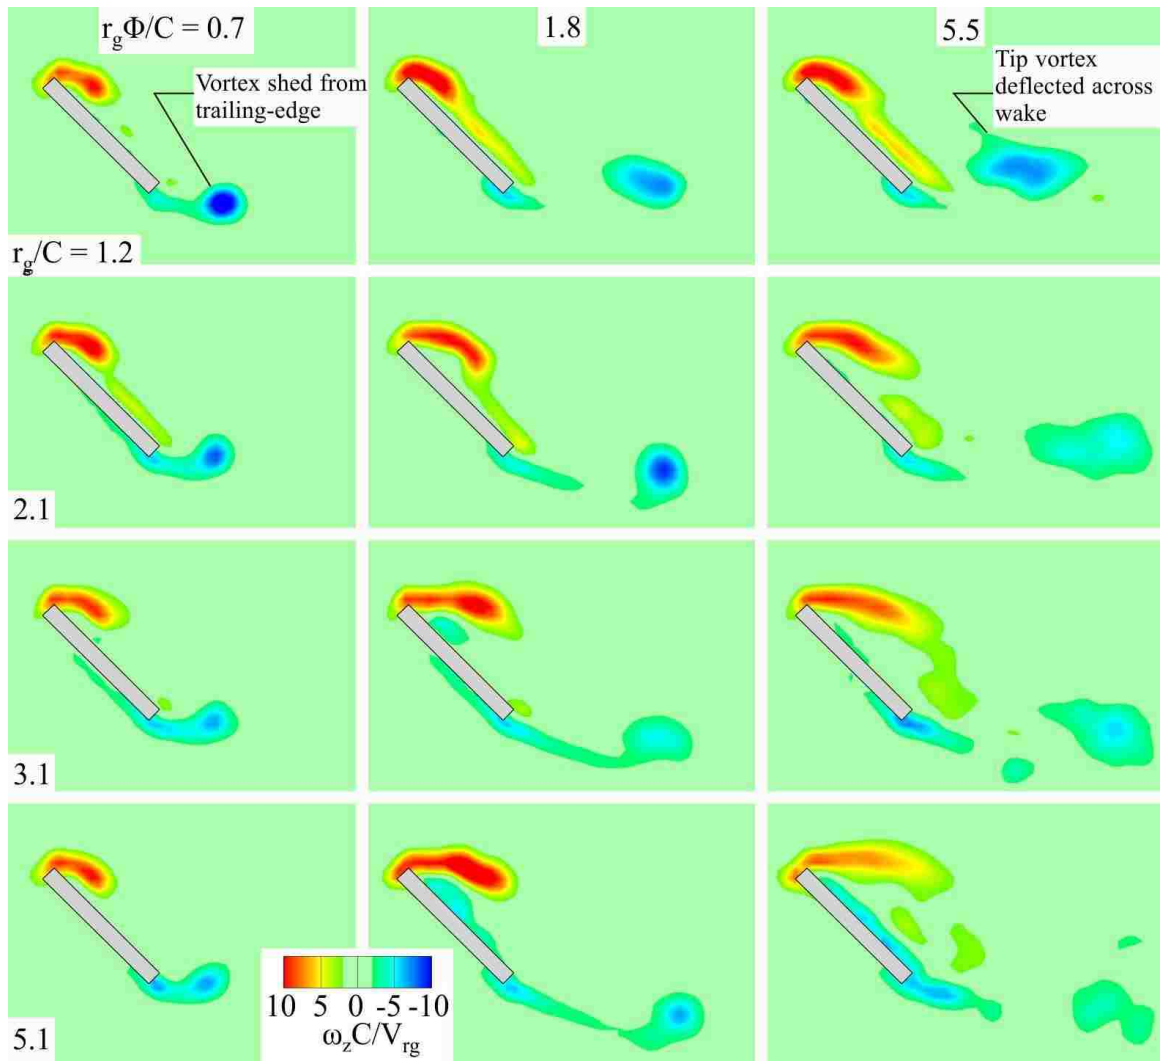 r_gΦ/C = 0.7
1.8
5.5
Vortex shed from
trailing-edge
Tip vortex
deflected across
wake
r_g/C = 1.2
2.1
3.1
5.1
10 5 0 -5 -10
ω_zC/V_rg